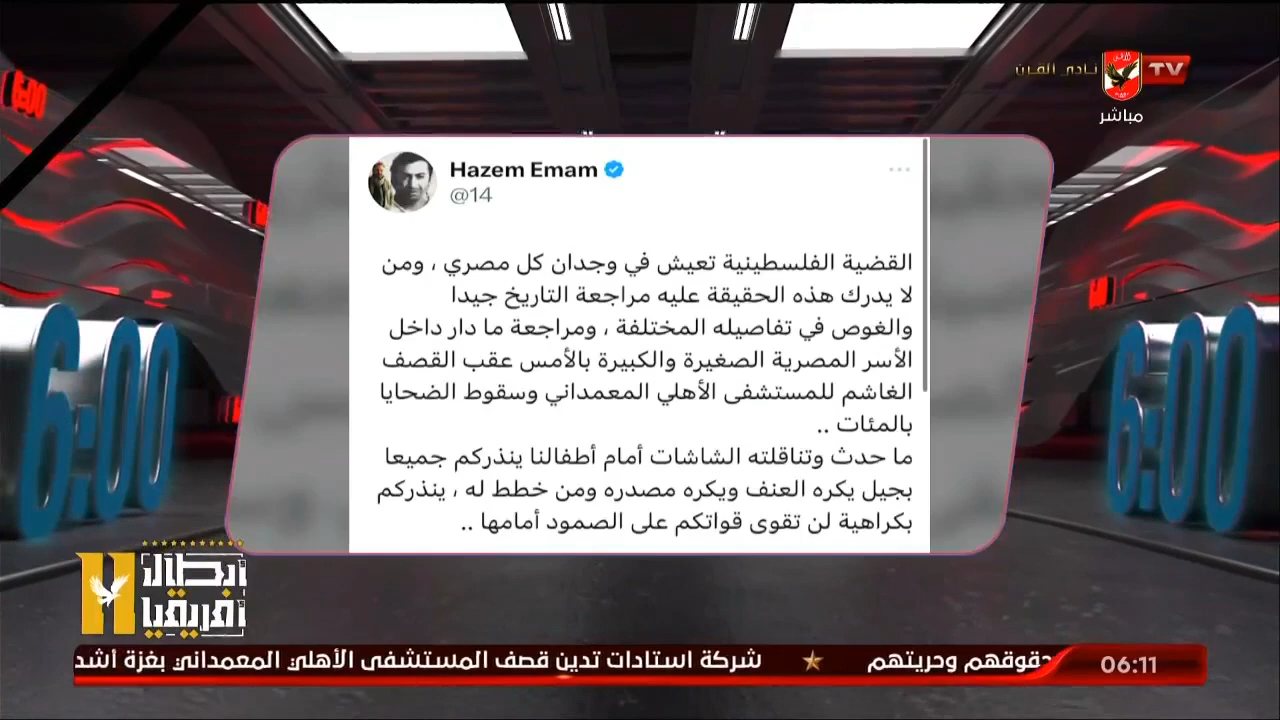 6:00
نادي القرن
TV
مباشر
Hazem Emam
@14
القضية الفلسطينية تعيش في وجدان كل مصري ، ومن
لا يدرك هذه الحقيقة عليه مراجعة التاريخ جيدا
والغوص في تفاصيله المختلفة ، ومراجعة ما دار داخل
الأسر المصرية الصغيرة والكبيرة بالأمس عقب القصف
الغاشم للمستشفى الأهلي المعمداني وسقوط الضحايا
بالمئات ..
ما حدث وتناقلته الشاشات أمام أطفالنا ينذركم جميعا
بجيل يكره العنف ويكره مصدره ومن خطط له ، ينذركم
بكراهية لن تقوى قواتكم على الصمود أمامها ..
6:00
6:00
11
أبطال
أفريقيا
حقوقهم وحريتهم ★ شركة استادات تدين قصف المستشفى الأهلي المعمداني بغزة أشد
06:11